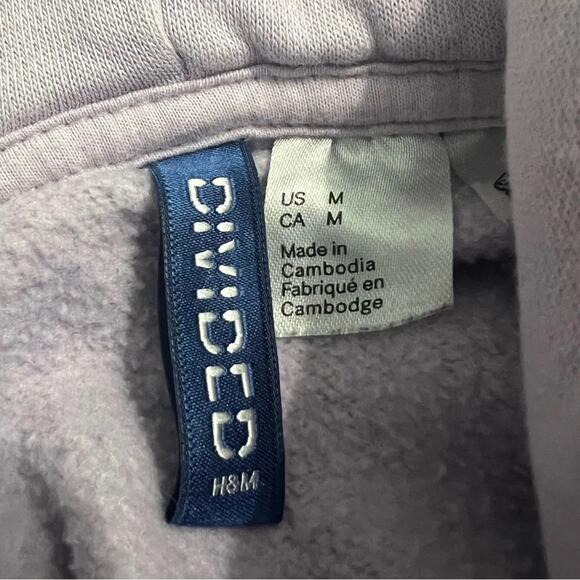 DIVIDED
H&M
US M
CA M
Made in
Cambodia
Fabriqué en
Cambodge